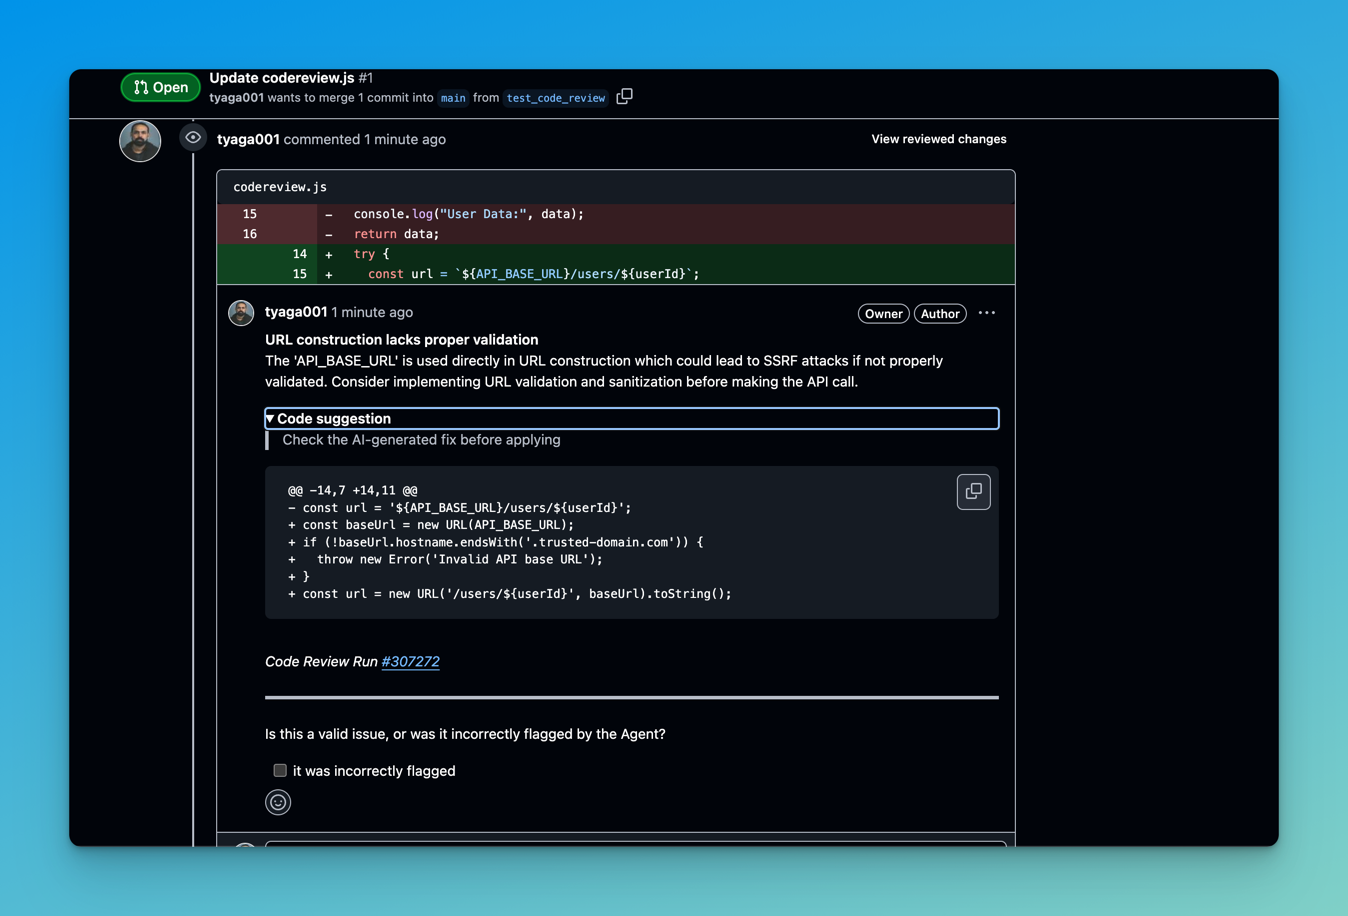 Open
Update codereview.js #1
tyaga001 wants to merge 1 commit into main from test_code_review
tyaga001 commented 1 minute ago
View reviewed changes
codereview.js
15 - console.log("User Data:", data);
16 - return data;
14 + try {
15 + const url = `${API_BASE_URL}/users/${userId}`;
tyaga001 1 minute ago
Owner
Author
URL construction lacks proper validation
The 'API_BASE_URL' is used directly in URL construction which could lead to SSRF attacks if not properly
validated. Consider implementing URL validation and sanitization before making the API call.
Code suggestion
Check the AI-generated fix before applying
@@ -14,7 +14,11 @@
- const url = '${API_BASE_URL}/users/${userId}';
+ const baseUrl = new URL(API_BASE_URL);
+ if (!baseUrl.hostname.endsWith('.trusted-domain.com')) {
+   throw new Error('Invalid API base URL');
+ }
+ const url = new URL('/users/${userId}', baseUrl).toString();
Code Review Run #307272
Is this a valid issue, or was it incorrectly flagged by the Agent?
it was incorrectly flagged